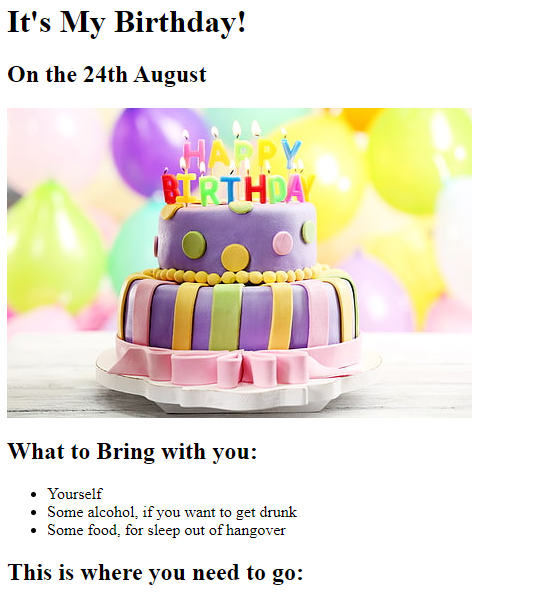 It's My Birthday!
On the 24th August
HAPPY
BIRTHDAY
What to Bring with you:
Yourself
Some alcohol, if you want to get drunk
Some food, for sleep out of hangover
This is where you need to go: